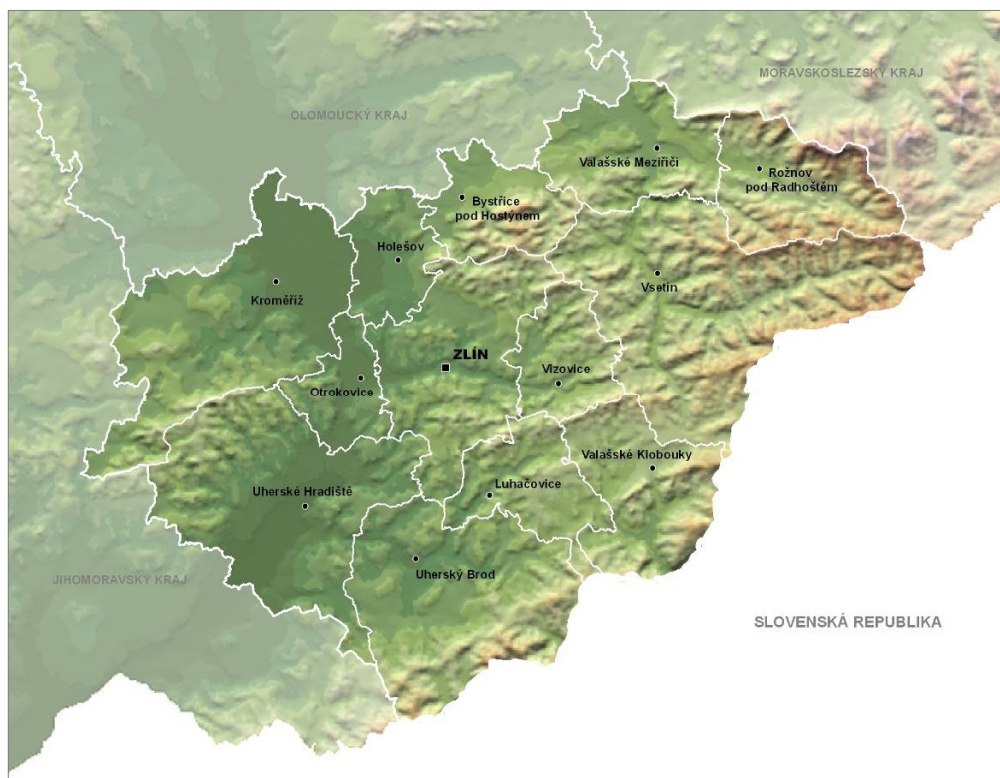 MORAVSKOSLEZSKÝ KRAJ
OLOMOUCKÝ KRAJ
Valašské Meziříčí
Rožnov
pod Radhoštěm
Bystřice
pod Hostýnem
Holešov
Vsetín
Kroměříž
ZLÍN
Vizovice
Otrokovice
Valašské Klobouky
Luhačovice
Uherské Hradiště
Uherský Brod
JIHOMORAVSKÝ KRAJ
SLOVENSKÁ REPUBLIKA